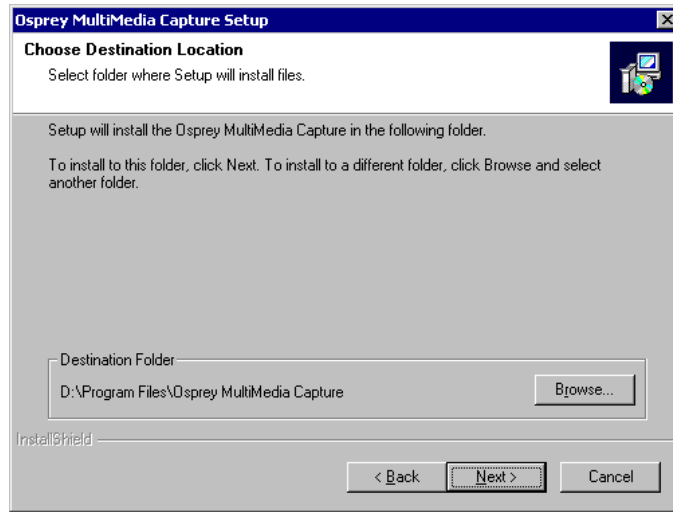 Osprey MultiMedia Capture Setup
Choose Destination Location
Select folder where Setup will install files.
Setup will install the Osprey MultiMedia Capture in the following folder.
To install to this folder, click Next. To install to a different folder, click Browse and select
another folder.
Destination Folder
D:\Program Files\Osprey MultiMedia Capture
Browse...
InstallShield
< Back
Next >
Cancel